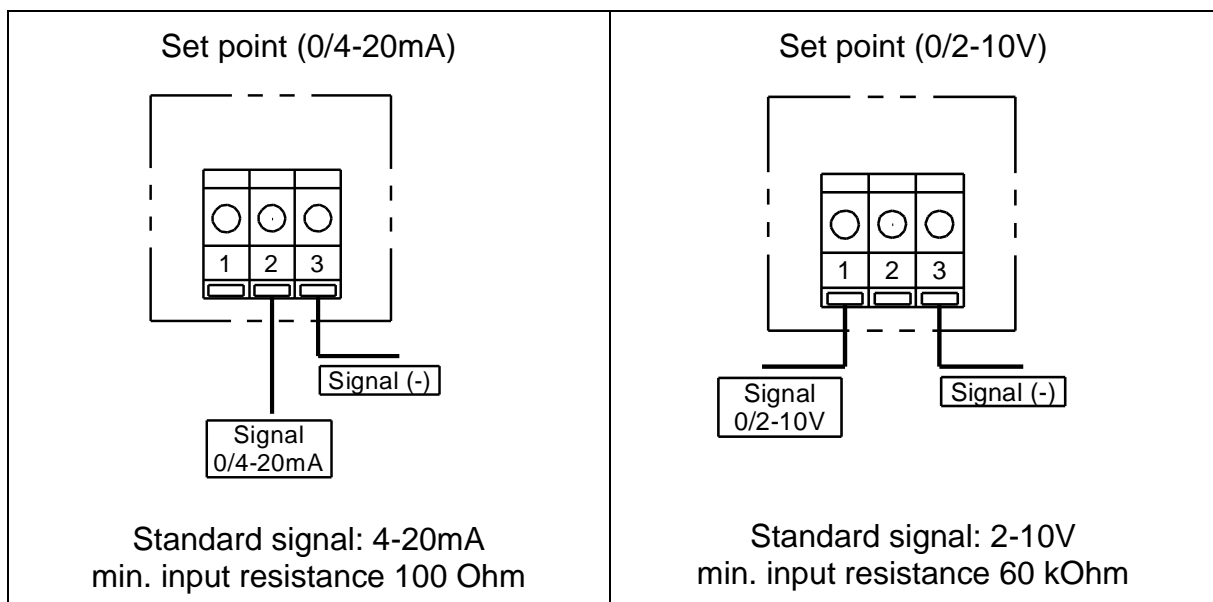 Set point (0/4-20mA)
1 2 3
Signal (-)
Signal
0/4-20mA
Standard signal: 4-20mA
min. input resistance 100 Ohm
Set point (0/2-10V)
1 2 3
Signal
0/2-10V
Signal (-)
Standard signal: 2-10V
min. input resistance 60 kOhm